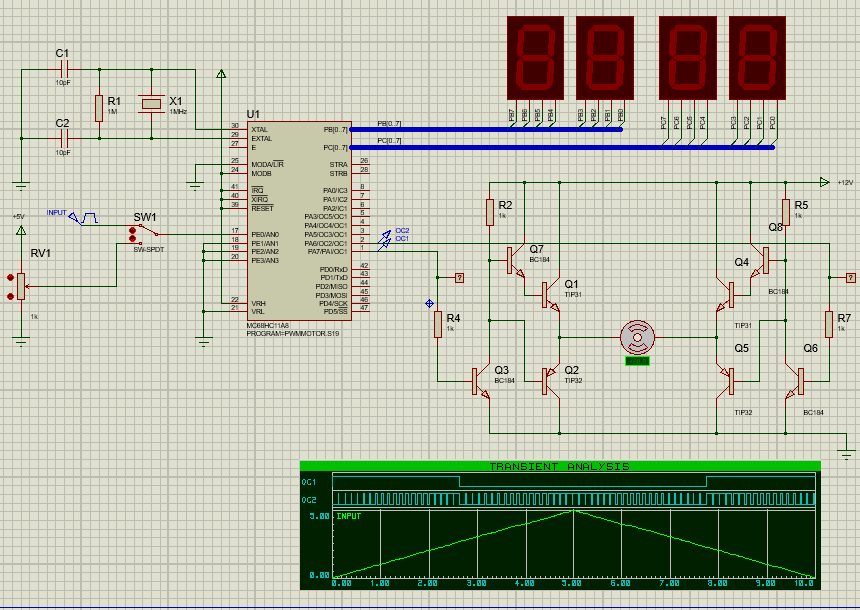 C1
10pF
R1
1M
X1
1MHz
C2
10pF
+5V
INPUT
SW1
SW-SPDT
RV1
1k
U1
30 XTAL
29 EXTAL
27 E
25 MODA/LIR
24 MODB
41 IRQ
40 XIRQ
39 RESET
17 PE0/AN0
18 PE1/AN1
19 PE2/AN2
20 PE3/AN3
22 VRH
21 VRL
PB[0..7]
PC[0..7]
STRA 26
STRB 28
PA0/IC3 8
PA1/IC2 7
PA2/IC1 6
PA3/OC5/OC1 5
PA4/OC4/OC1 4
PA5/OC3/OC1 3
PA6/OC2/OC1 2
PA7/PAI/OC1 1
PD0/RxD 42
PD1/TxD 43
PD2/MISO 44
PD3/MOSI 45
PD4/SCK 46
PD5/SS 47
MC68HC11A8
PROGRAM=PWMMOTOR.S19
PB[0..7]
PC[0..7]
PB7
PB6
PB5
PB4
PB3
PB2
PB1
PB0
PC7
PC6
PC5
PC4
PC3
PC2
PC1
PC0
OC2
OC1
+12V
R2
1k
R5
1k
Q7
BC184
Q8
BC184
Q1
TIP31
Q4
TIP31
?
?
R4
1k
R7
1k
Q3
BC184
Q2
TIP32
Q5
TIP32
Q6
BC184
TRANSIENT ANALYSIS
OC1
OC2
5.00
INPUT
0.00
0.00 1.00 2.00 3.00 4.00 5.00 6.00 7.00 8.00 9.00 10.0